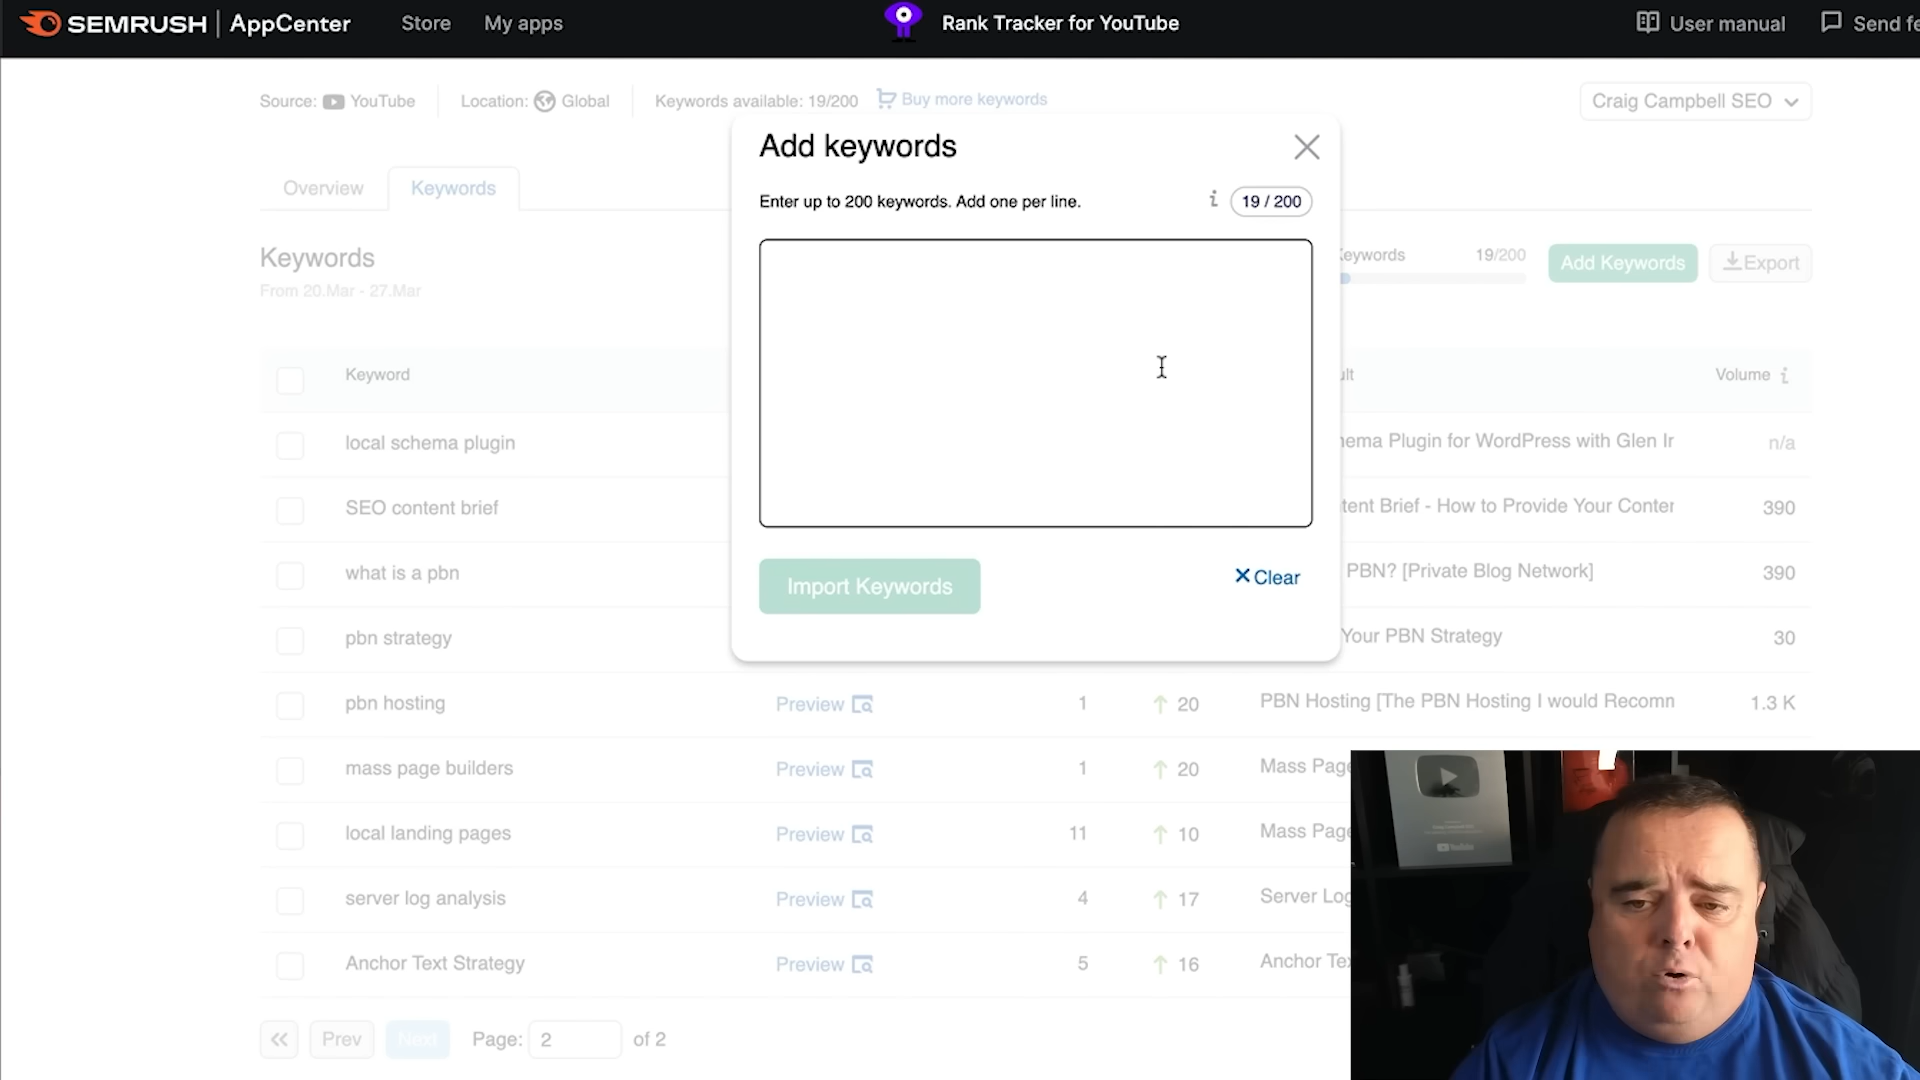 SEMRUSH | AppCenter Store My apps Rank Tracker for YouTube User manual Send fe
Source: YouTube Location: Global Keywords available: 19/200 Buy more keywords Craig Campbell SEO
Add keywords
Overview Keywords
Enter up to 200 keywords. Add one per line. i 19 / 200
Keywords eywords 19/200 Add Keywords Export
From 20.Mar - 27.Mar
Keyword ult Volume i
local schema plugin ema Plugin for WordPress with Glen Ir n/a
SEO content brief tent Brief - How to Provide Your Conter 390
what is a pbn PBN? [Private Blog Network] 390
Import Keywords Clear
pbn strategy Your PBN Strategy 30
pbn hosting Preview 1 20 PBN Hosting [The PBN Hosting I would Recomn 1.3 K
mass page builders Preview 1 20 Mass Page
local landing pages Preview 11 10 Mass Page
YouTube
server log analysis Preview 4 17 Server Log
Anchor Text Strategy Preview 5 16 Anchor Te
Prev Next Page: 2 of 2